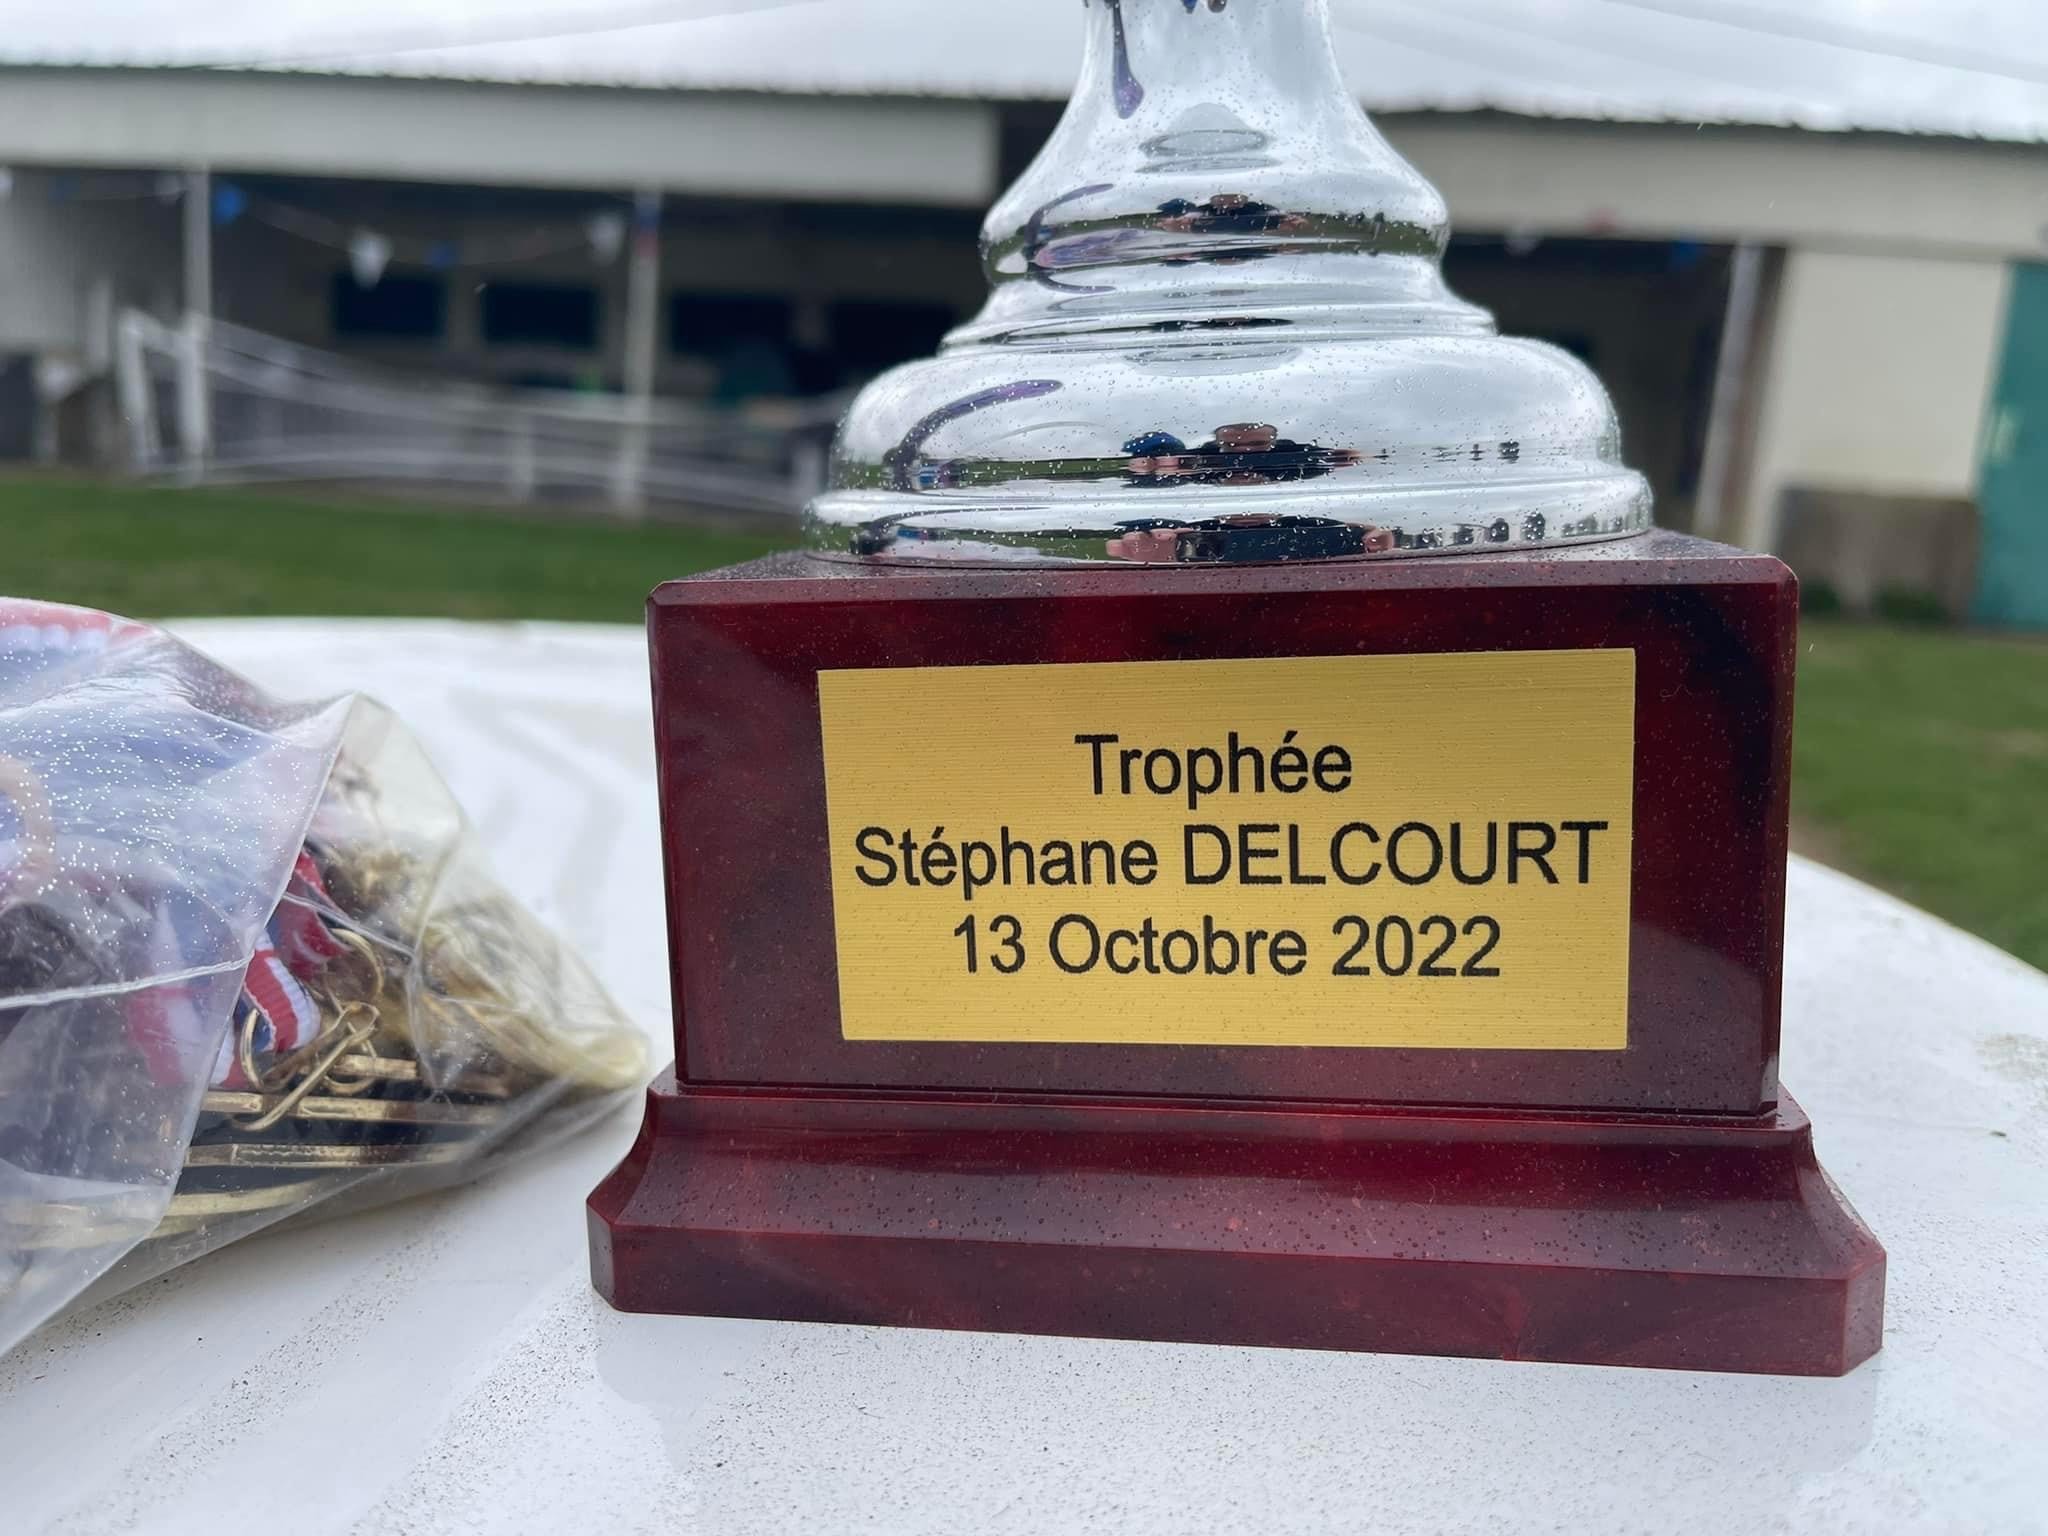 Trophée
Stéphane DELCOURT
13 Octobre 2022